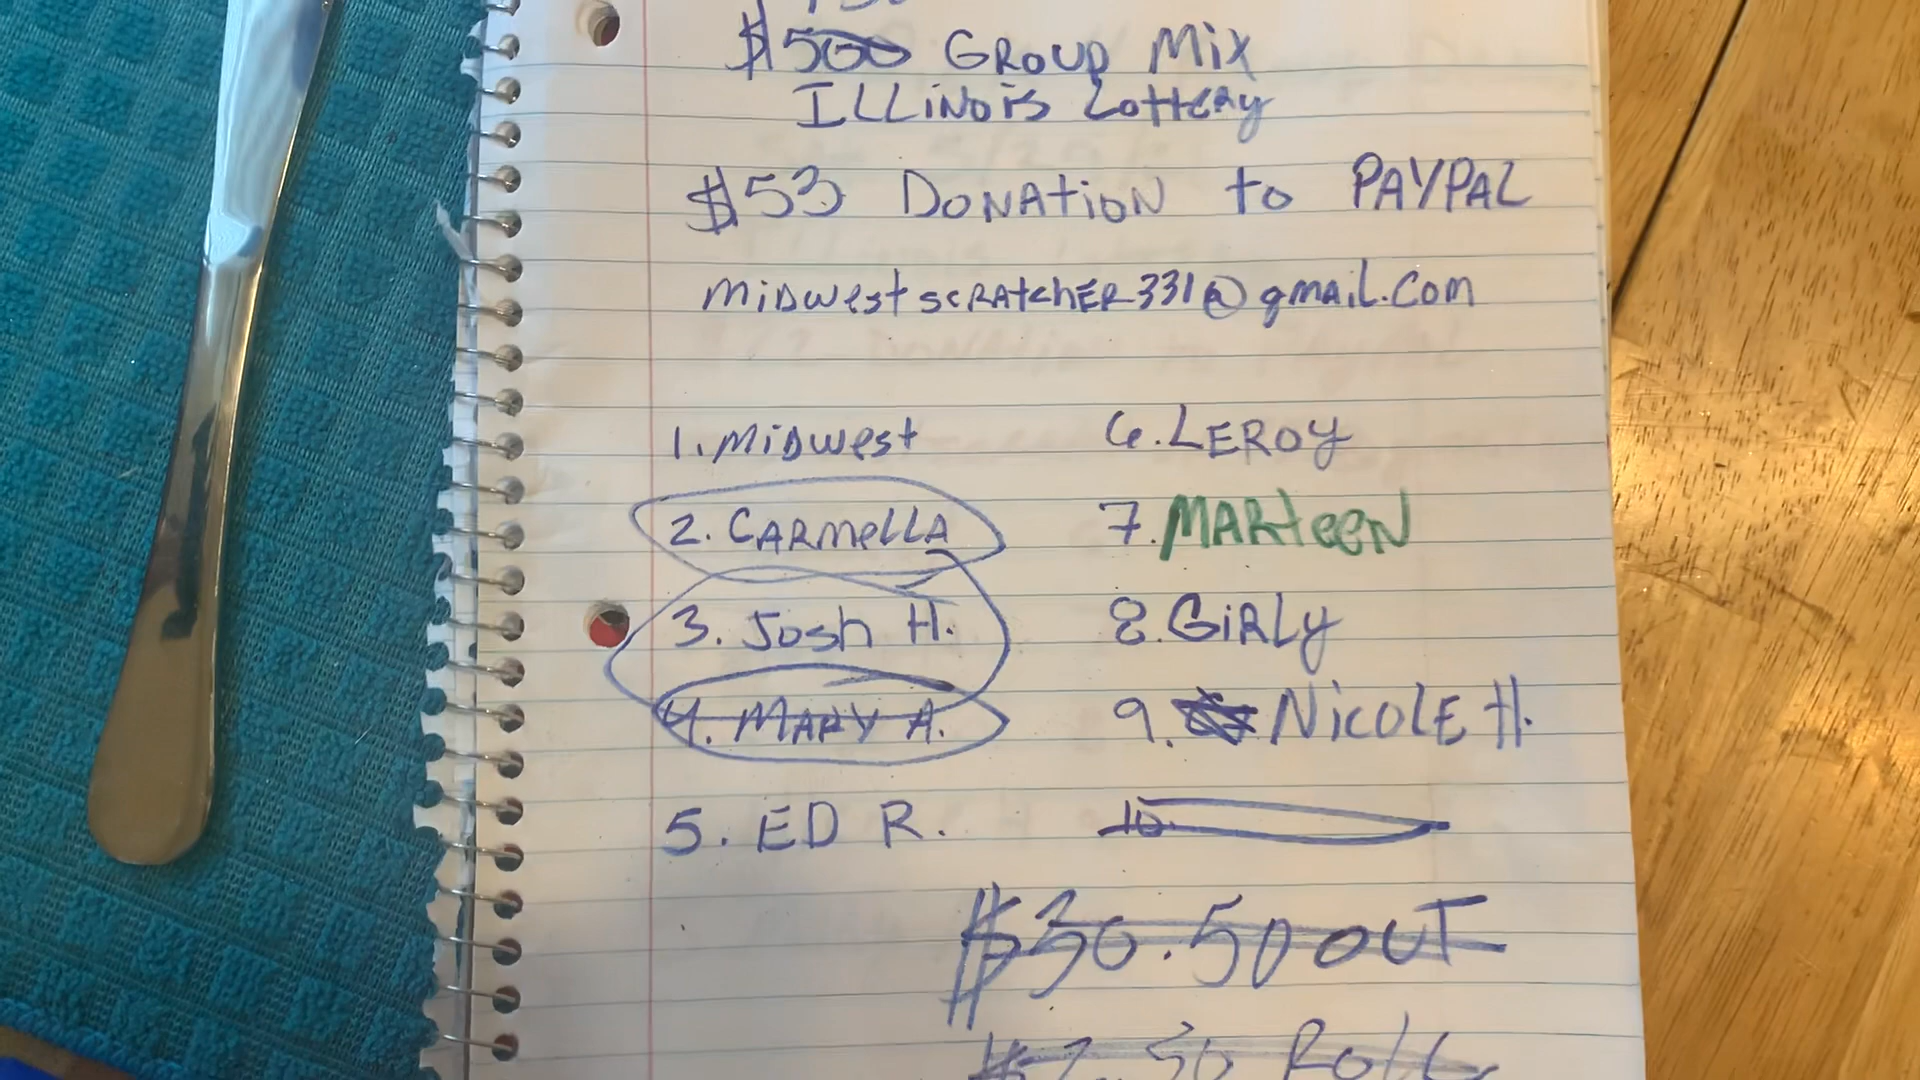 $500 GROUP MIX
ILLINOIS LOTTERY
$53 DONATION to PAYPAL
MIDWESTSCRATCHER331@gmail.com
1. MIDWEST
6. LEROY
2. CARMELLA
7. MARTEEN
3. JOSH H.
8. GIRLY
4. MARY A.
9. NICOLE H.
5. ED R.
10.
$30.50 OUT